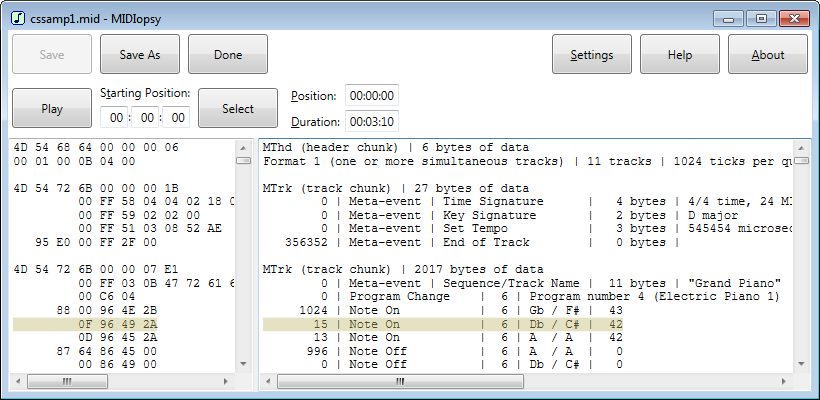 cssamp1.mid - MIDIopsy
Save Save As Done Settings Help About
Play Starting Position: 00 : 00 : 00 Select Position: 00:00:00
Duration: 00:03:10
4D 54 68 64 00 00 00 06
00 01 00 0B 04 00
4D 54 72 6B 00 00 00 1B
00 FF 58 04 04 02 18
00 FF 59 02 02 00
00 FF 51 03 08 52 AE
95 E0 00 FF 2F 00
4D 54 72 6B 00 00 07 E1
00 FF 03 0B 47 72 61
00 C6 04
88 00 96 4E 2B
0F 96 49 2A
0D 96 45 2A
87 64 86 45 00
00 86 49 00
MThd (header chunk) | 6 bytes of data
Format 1 (one or more simultaneous tracks) | 11 tracks | 1024 ticks per
MTrk (track chunk) | 27 bytes of data
0 | Meta-event | Time Signature | 4 bytes | 4/4 time, 24
0 | Meta-event | Key Signature | 2 bytes | D major
0 | Meta-event | Set Tempo | 3 bytes | 545454 microsec
356352 | Meta-event | End of Track | 0 bytes |
MTrk (track chunk) | 2017 bytes of data
0 | Meta-event | Sequence/Track Name | 11 bytes | "Grand Piano"
0 | Program Change | 6 | Program number 4 (Electric Piano 1)
1024 | Note On | 6 | Gb / F# | 43
15 | Note On | 6 | Db / C# | 42
13 | Note On | 6 | A / A | 42
996 | Note Off | 6 | A / A | 0
0 | Note Off | 6 | Db / C# | 0